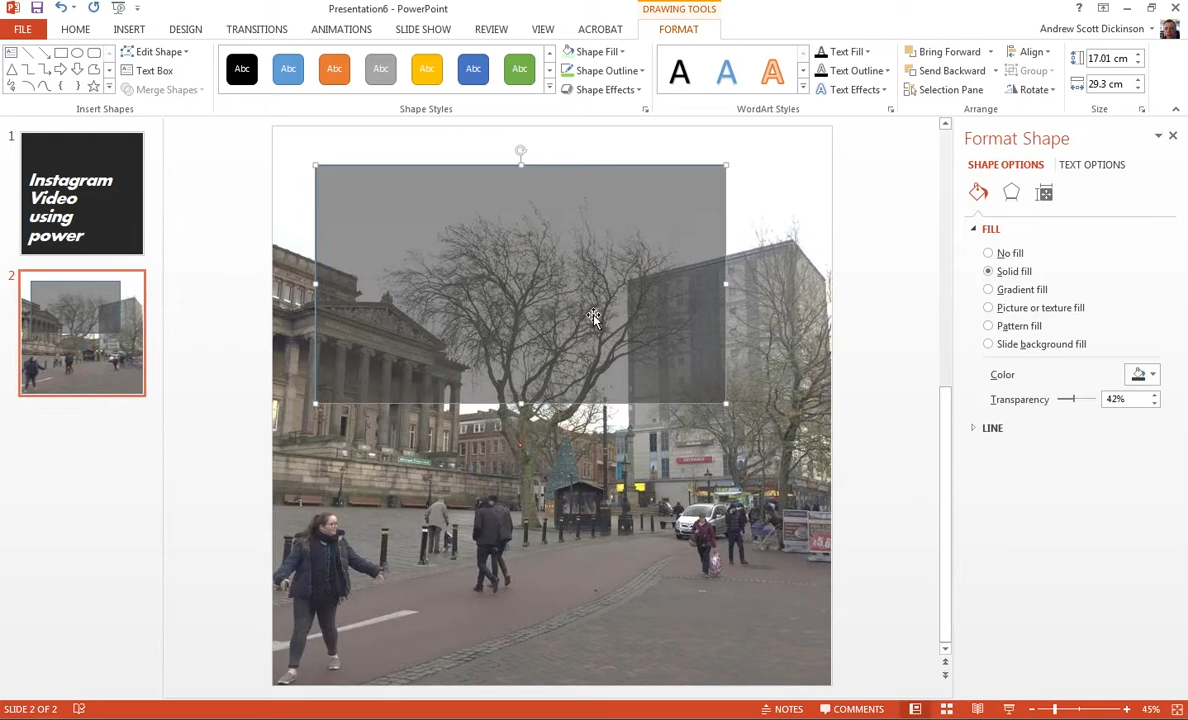 Presentation6 - PowerPoint
DRAWING TOOLS
FILE HOME INSERT DESIGN TRANSITIONS ANIMATIONS SLIDE SHOW REVIEW VIEW ACROBAT FORMAT Andrew Scott Dickinson
Edit Shape
Text Box
Merge Shapes
Insert Shapes
Abc Abc Abc Abc Abc Abc Abc
Shape Fill
Shape Outline
Shape Effects
Shape Styles
A A A
Text Fill
Text Outline
Text Effects
WordArt Styles
Bring Forward
Send Backward
Selection Pane
Align
Group
Rotate
Arrange
17.01 cm
29.3 cm
Size
1
Instagram
Video
using
power
2
Format Shape
SHAPE OPTIONS TEXT OPTIONS
FILL
No fill
Solid fill
Gradient fill
Picture or texture fill
Pattern fill
Slide background fill
Color
Transparency 42%
LINE
SLIDE 2 OF 2 NOTES COMMENTS 45%